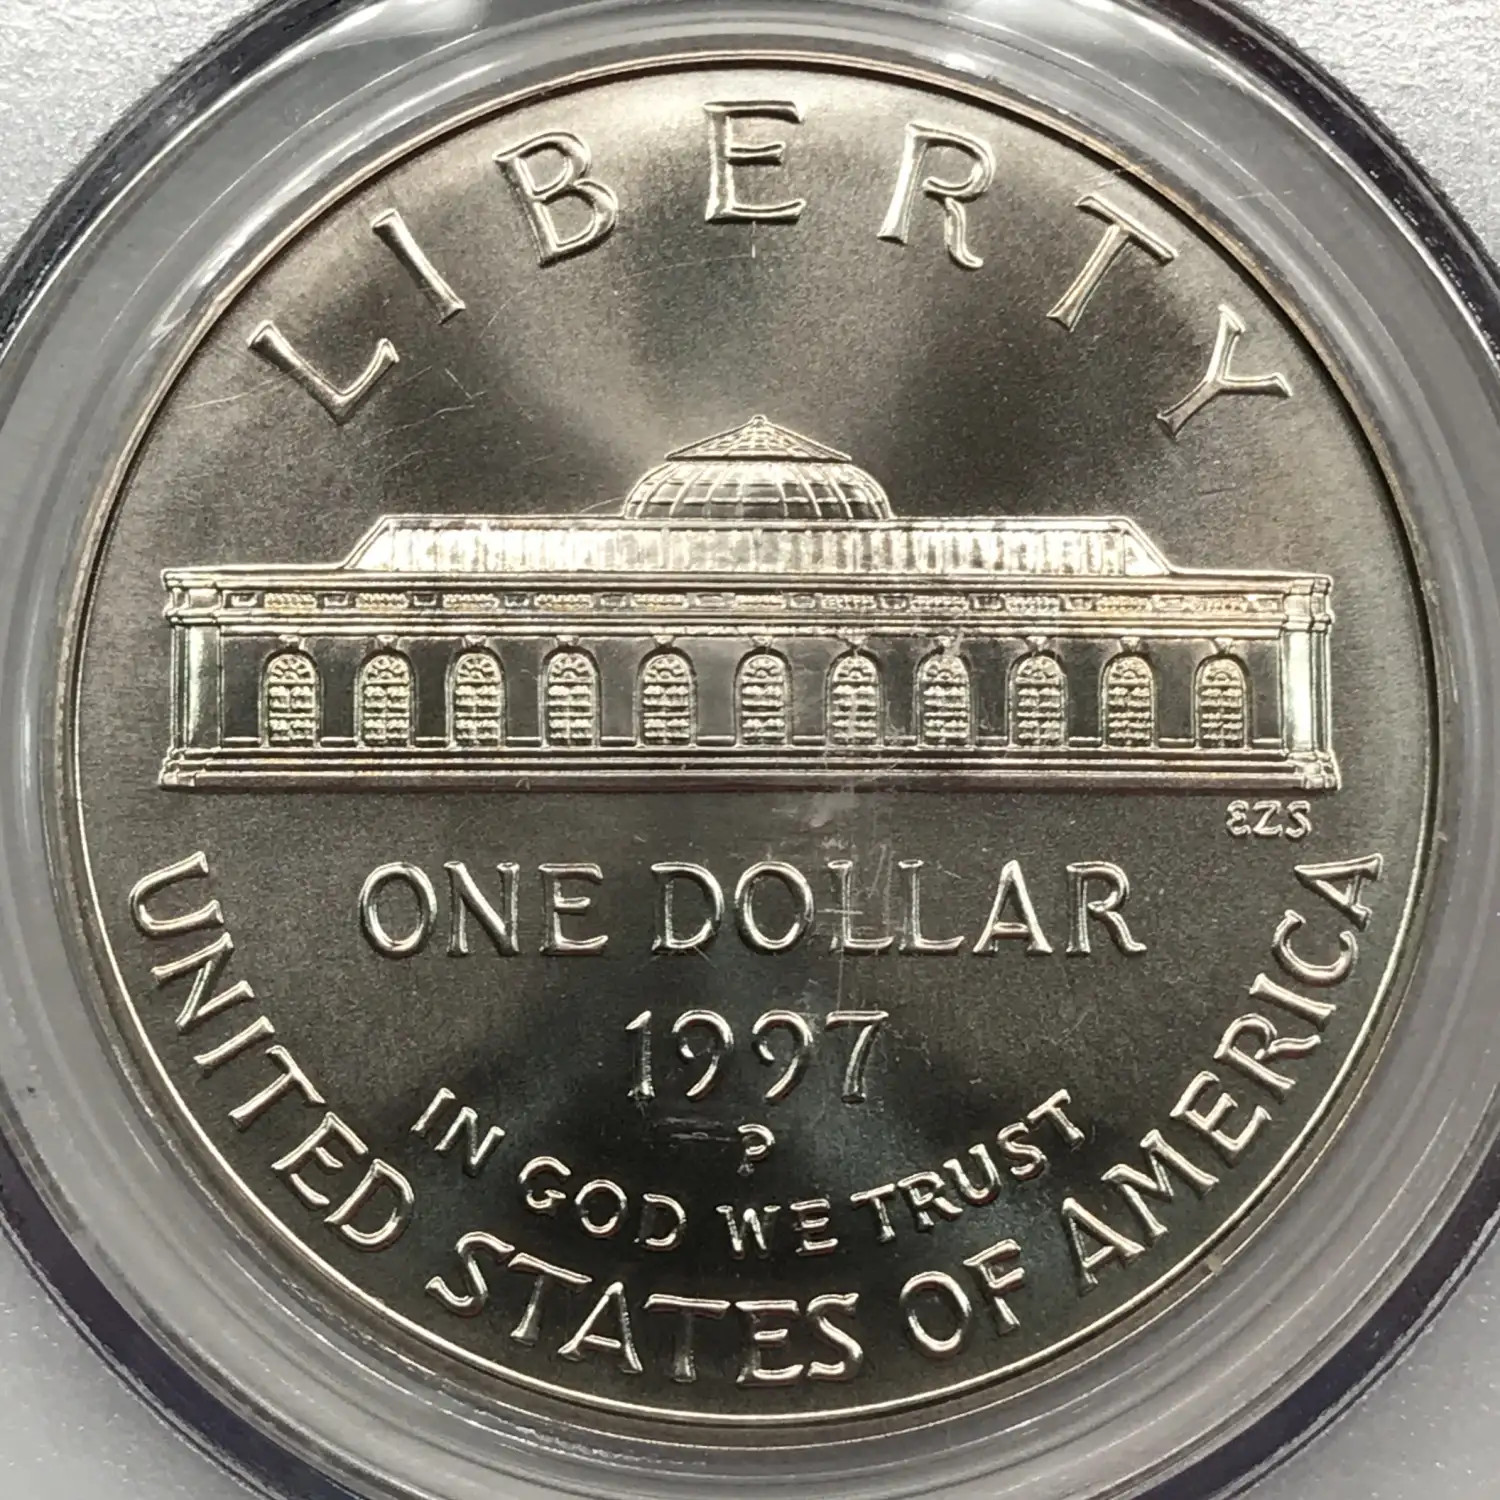 LIBERTY
EZS
ONE DOLLAR
1997
P
IN GOD WE TRUST
UNITED STATES OF AMERICA